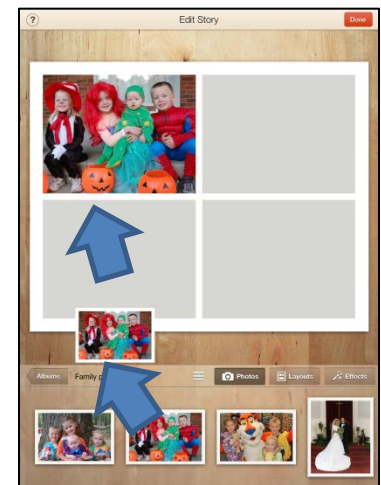 ?
Edit Story
Done
Albums
Family p
Photos
Layouts
Effects